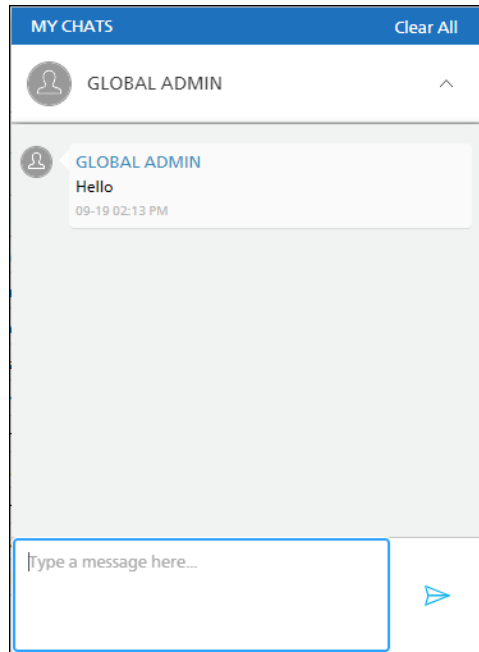 MY CHATS Clear All
GLOBAL ADMIN
GLOBAL ADMIN
Hello
09-19 02:13 PM
Type a message here...